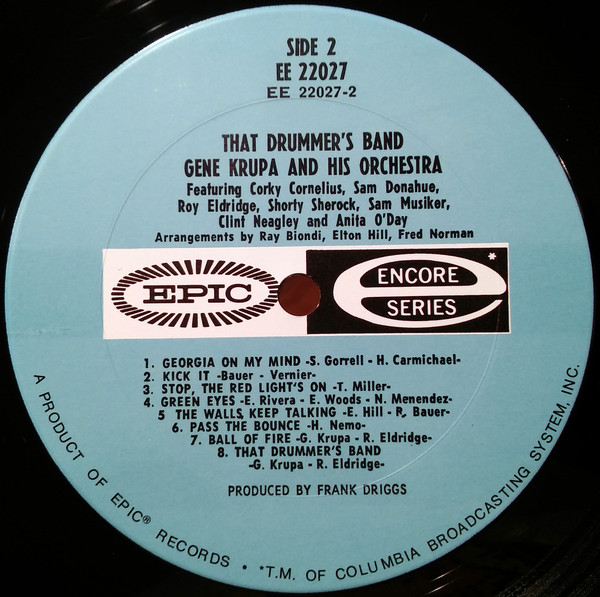 SIDE 2
EE 22027
EE 22027-2
THAT DRUMMER'S BAND
GENE KRUPA AND HIS ORCHESTRA
Featuring Corky Cornelius, Sam Donahue,
Roy Eldridge, Shorty Sherock, Sam Musiker,
Clint Neagley and Anita O'Day
Arrangements by Ray Biondi, Elton Hill, Fred Norman
EPIC
e
ENCORE
SERIES
*
1. GEORGIA ON MY MIND -S. Gorrell - H. Carmichael-
2. KICK IT -Bauer - Vernier-
3. STOP, THE RED LIGHT'S ON -T. Miller-
4. GREEN EYES -E. Rivera - E. Woods - N. Menendez-
5 THE WALLS KEEP TALKING -E. Hill - R. Bauer-
6. PASS THE BOUNCE -H. Nemo-
7. BALL OF FIRE -G. Krupa - R. Eldridge-
8. THAT DRUMMER'S BAND
-G. Krupa - R. Eldridge-
PRODUCED BY FRANK DRIGGS
A PRODUCT OF EPIC® RECORDS • *T.M. OF COLUMBIA BROADCASTING SYSTEM, INC.